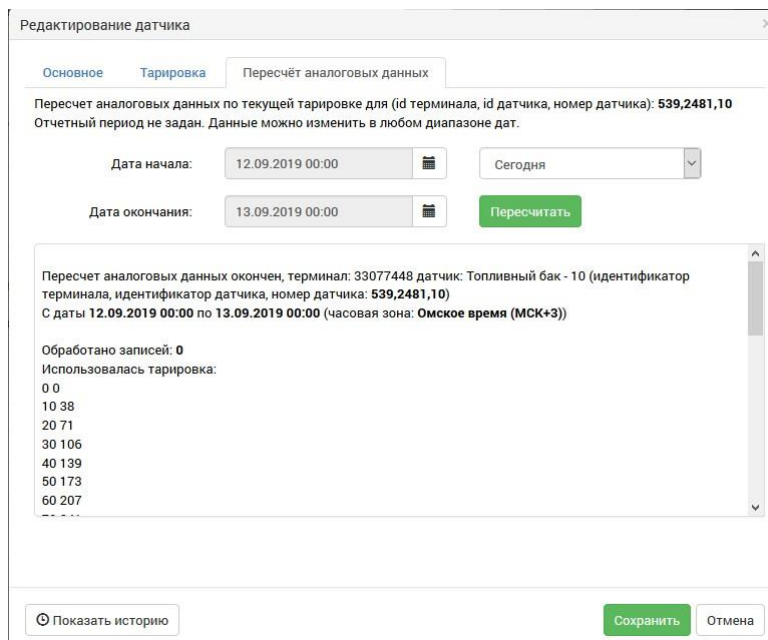 Редактирование датчика
Основное Тарировка Пересчёт аналоговых данных
Пересчет аналоговых данных по текущей тарировке для (id терминала, id датчика, номер датчика): 539,2481,10
Отчетный период не задан. Данные можно изменить в любом диапазоне дат.
Дата начала: 12.09.2019 00:00 Сегодня
Дата окончания: 13.09.2019 00:00 Пересчитать
Пересчет аналоговых данных окончен, терминал: 33077448 датчик: Топливный бак - 10 (идентификатор
терминала, идентификатор датчика, номер датчика: 539,2481,10)
С даты 12.09.2019 00:00 по 13.09.2019 00:00 (часовая зона: Омское время (МСК+3))
Обработано записей: 0
Использовалась тарировка:
0 0
10 38
20 71
30 106
40 139
50 173
60 207
Показать историю Сохранить Отмена